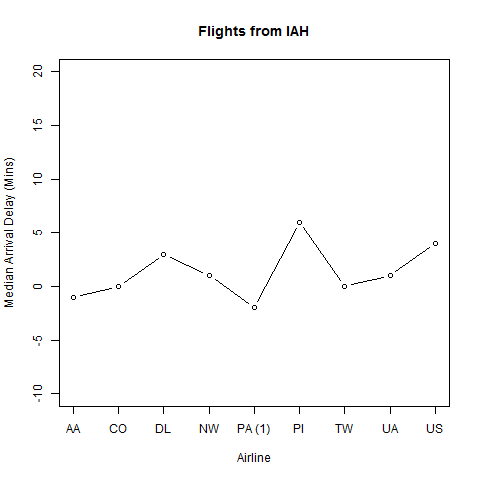 Flights from IAH
Median Arrival Delay (Mins)
20
15
10
5
0
-5
-10
AA CO DL NW PA (1) PI TW UA US
Airline